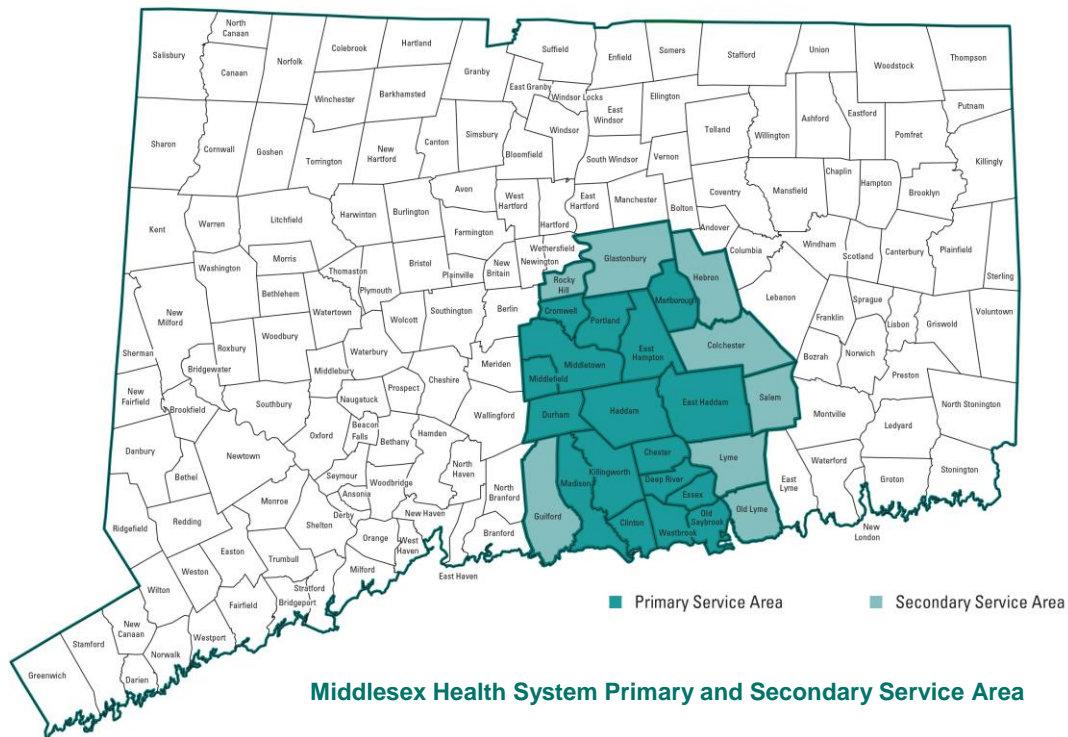 Salisbury
North
Canaan
Canaan
Norfolk
Colebrook
Hartland
Granby
Suffield
Enfield
Somers
Stafford
Union
Woodstock
Thompson
East Granby
Windsor Locks
Winchester
Barkhamsted
East
Windsor
Ellington
Putnam
Sharon
Cornwall
Goshen
Torrington
New
Hartford
Canton
Simsbury
Bloomfield
Windsor
South Windsor
Vernon
Tolland
Willington
Ashford
Eastford
Pomfret
Killingly
Kent
Warren
Litchfield
Harwinton
Burlington
Avon
West
Hartford
Hartford
East
Hartford
Manchester
Bolton
Coventry
Mansfield
Chaplin
Hampton
Brooklyn
Farmington
Andover
Columbia
Windham
Scotland
Canterbury
Plainfield
Sterling
Washington
Morris
Thomaston
Plymouth
Bristol
Plainville
New
Britain
Newington
Wethersfield
Rocky
Hill
Glastonbury
Hebron
New
Milford
Bethlehem
Watertown
Wolcott
Southington
Berlin
Cromwell
Portland
Marlborough
Lebanon
Franklin
Sprague
Lisbon
Griswold
Voluntown
Sherman
Roxbury
Woodbury
Bridgewater
Waterbury
Middlebury
Cheshire
Meriden
Middletown
East
Hampton
Colchester
Bozrah
Norwich
Preston
New
Fairfield
Brookfield
Southbury
Naugatuck
Prospect
Wallingford
Middlefield
Durham
Haddam
East Haddam
Salem
Montville
Ledyard
North Stonington
Danbury
Bethel
Newtown
Oxford
Beacon
Falls
Bethany
Hamden
North
Haven
Seymour
Woodbridge
Ansonia
Derby
North
Branford
Madison
Killingworth
Chester
Deep River
Essex
Lyme
East
Lyme
Waterford
Groton
Stonington
Ridgefield
Redding
Monroe
Shelton
New Haven
Orange
West
Haven
Branford
Guilford
Clinton
Westbrook
Old
Saybrook
Old Lyme
New
London
Easton
Trumbull
Milford
East Haven
Wilton
Weston
Fairfield
Bridgeport
Stratford
New
Canaan
Westport
Norwalk
Stamford
Darien
Greenwich
Primary Service Area
Secondary Service Area
Middlesex Health System Primary and Secondary Service Area